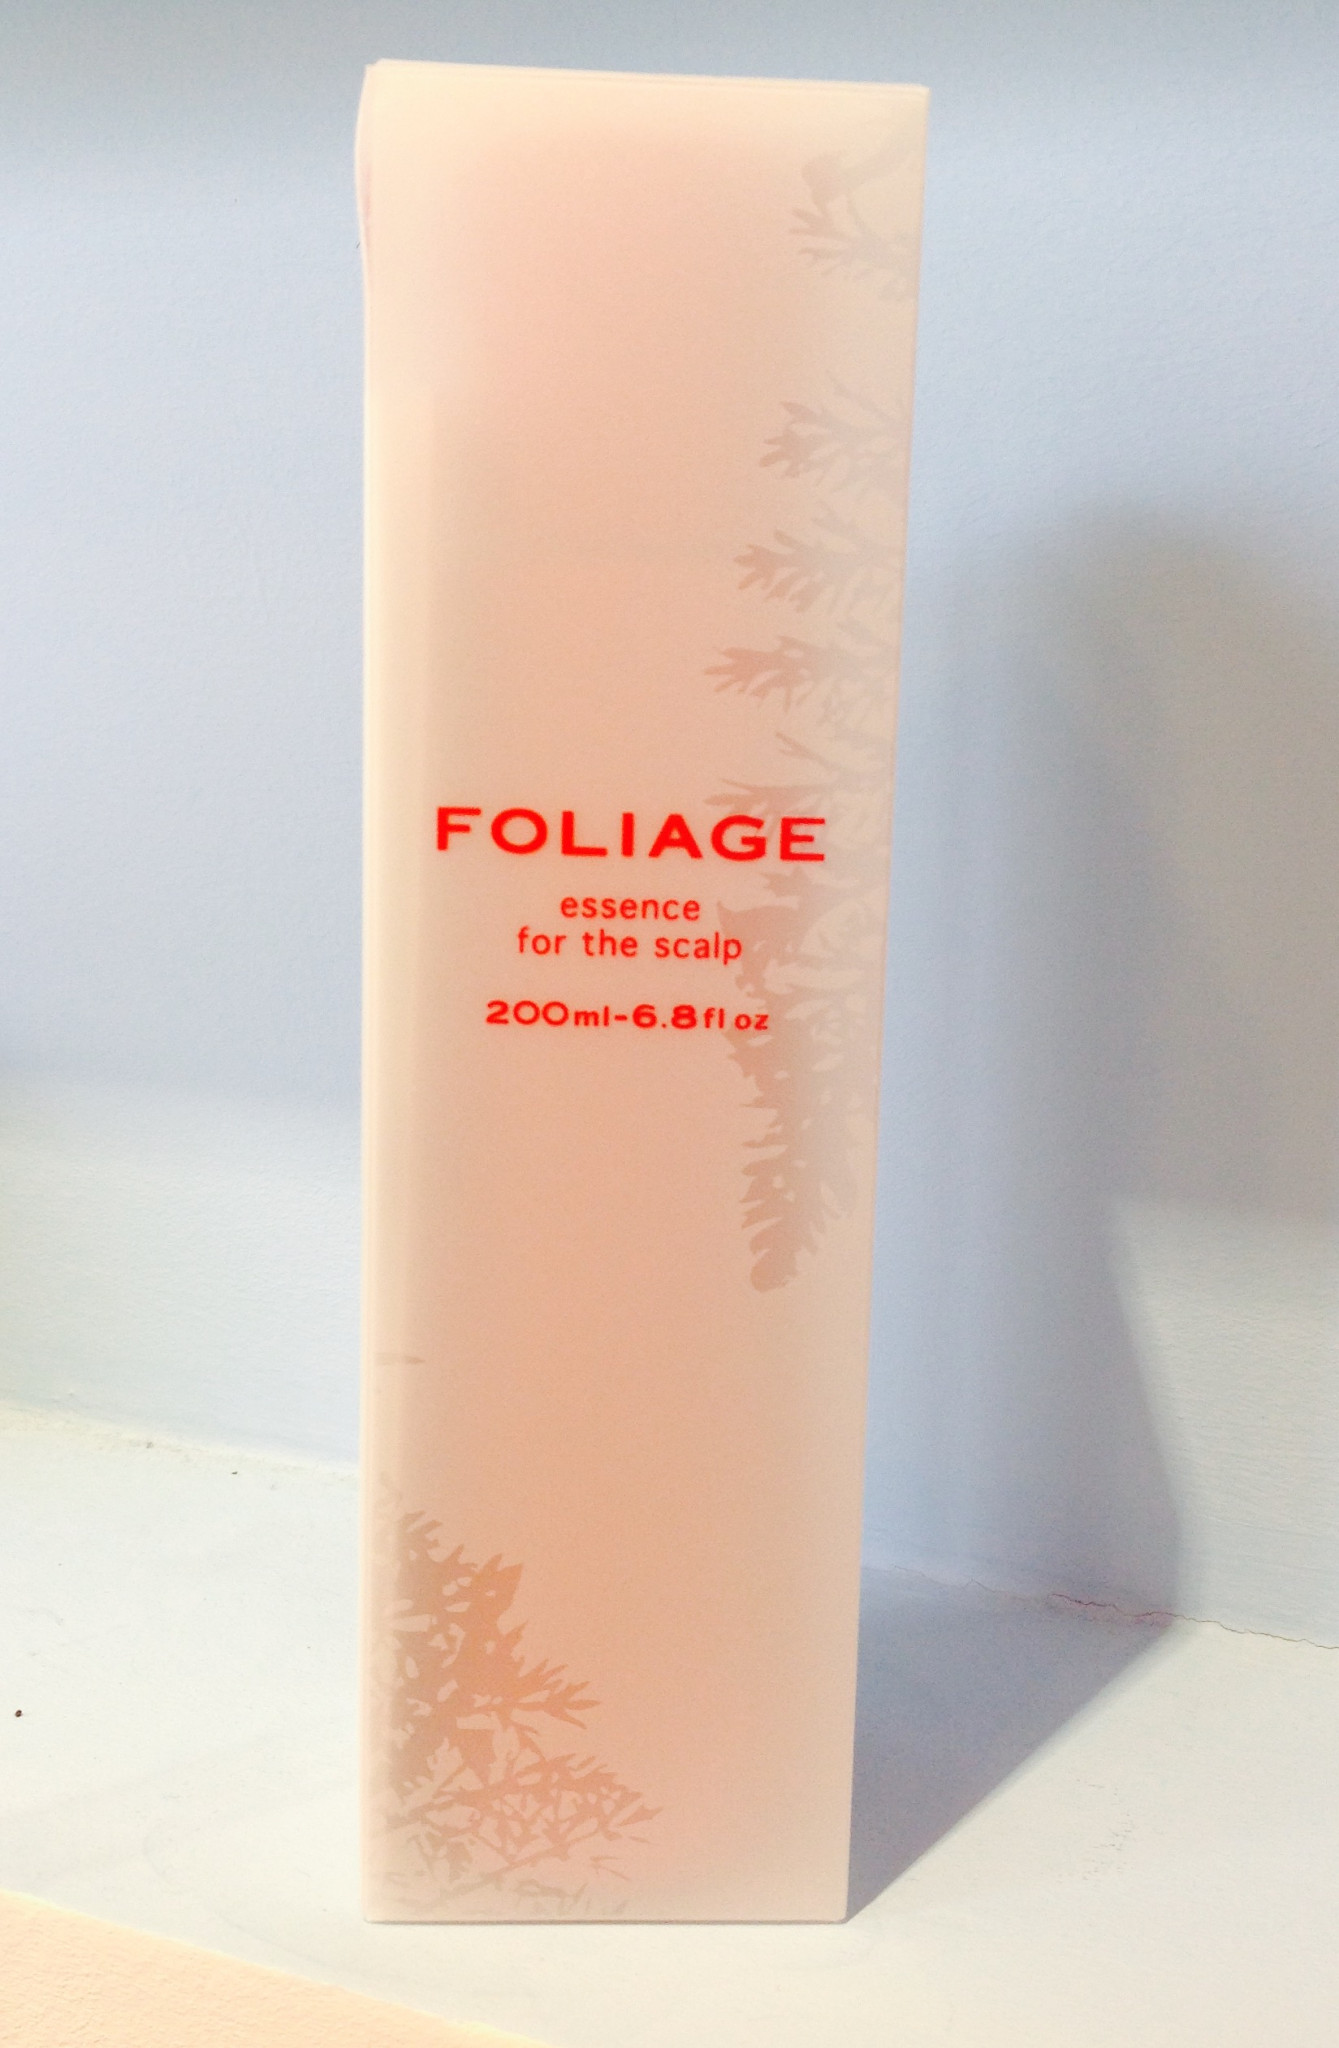 FOLIAGE
essence
for the scalp
200ml-6.8fl oz